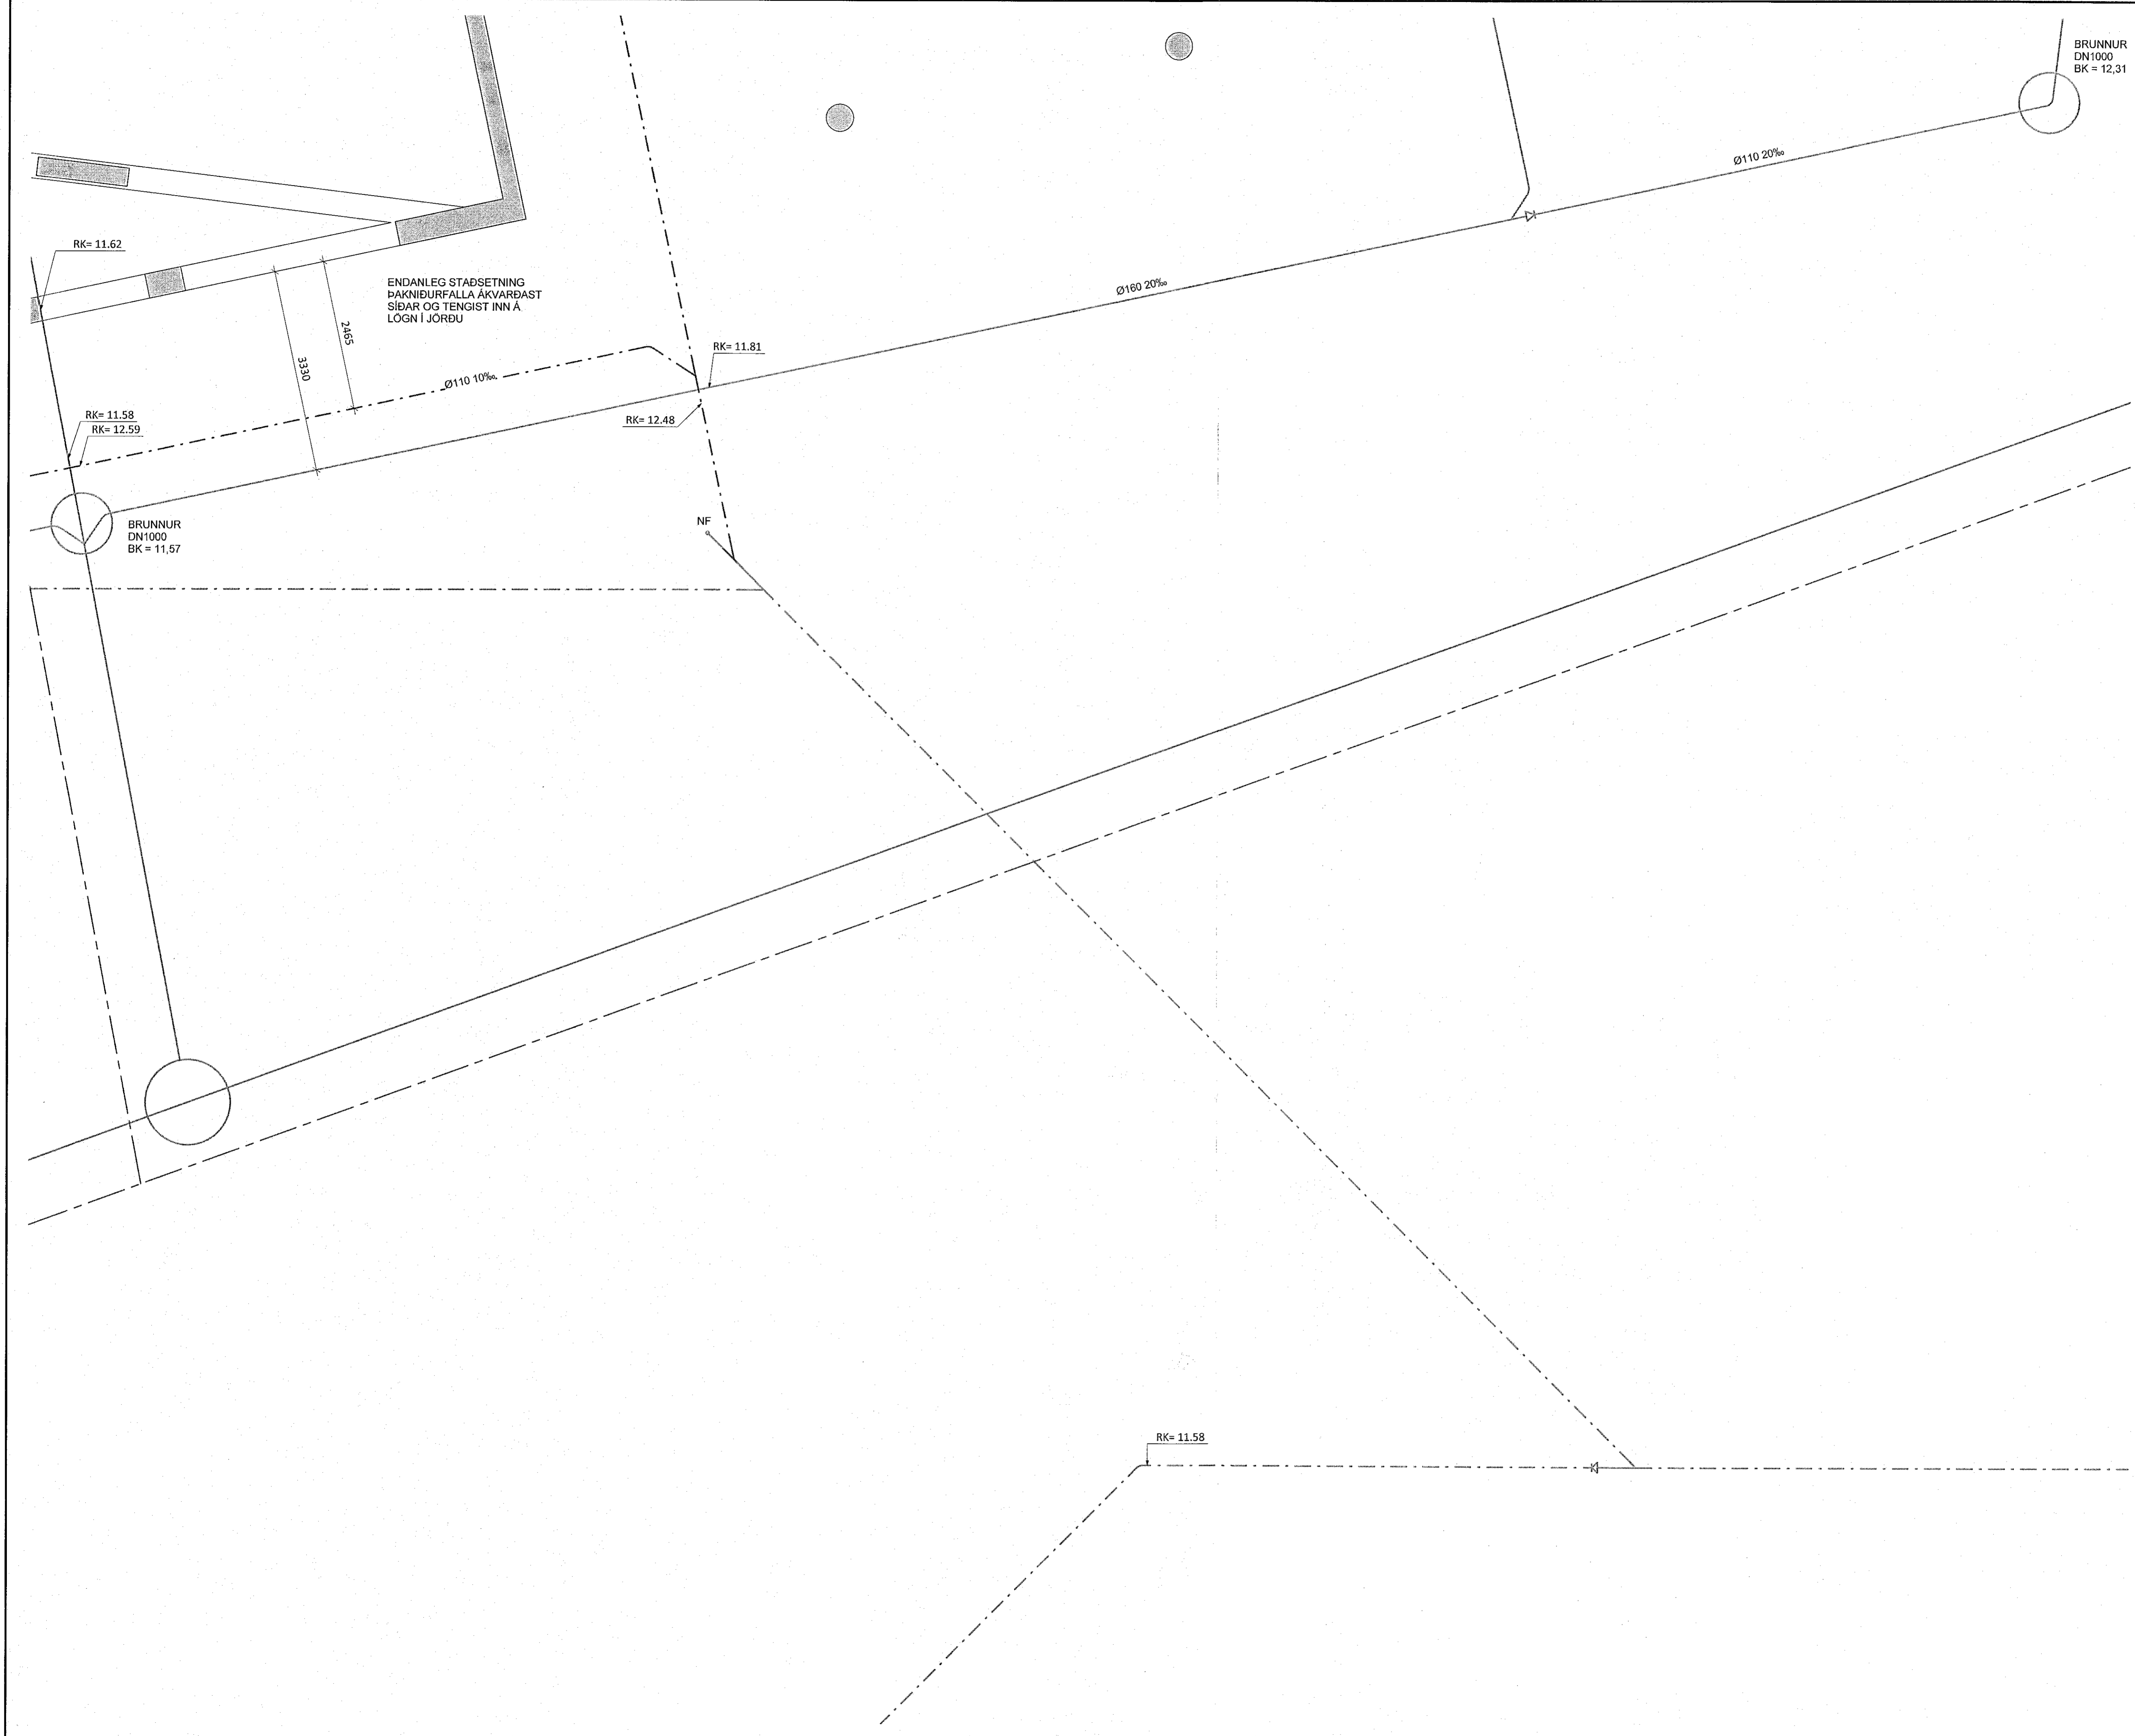 BRUNNUR
DN1000
BK = 12,31
Ø110 20‰
RK= 11.62
ENDANLEG STAÐSETNING
ÞAKNIÐURFALLA ÁKVARÐAST
SÍÐAR OG TENGIST INN Á
LÖGN Í JÖRÐU
Ø160 20‰
2465
3330
RK= 11.81
Ø110 10‰
RK= 12.48
RK= 11.58
RK= 12.59
NF
BRUNNUR
DN1000
BK = 11,57
RK= 11.58